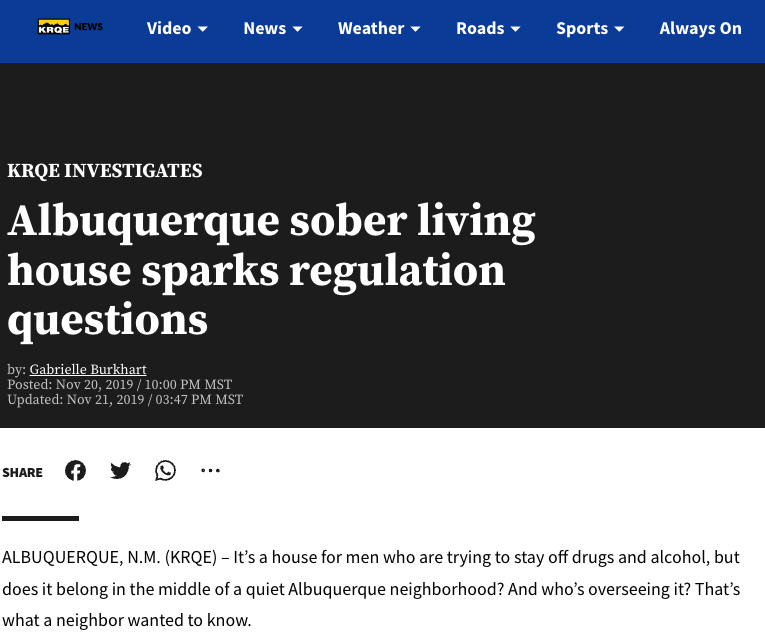 KRQE NEWS Video News Weather Roads Sports Always On
KRQE INVESTIGATES
Albuquerque sober living
house sparks regulation
questions
by: Gabrielle Burkhart
Posted: Nov 20, 2019 / 10:00 PM MST
Updated: Nov 21, 2019 / 03:47 PM MST
SHARE
ALBUQUERQUE, N.M. (KRQE) – It’s a house for men who are trying to stay off drugs and alcohol, but
does it belong in the middle of a quiet Albuquerque neighborhood? And who’s overseeing it? That’s
what a neighbor wanted to know.